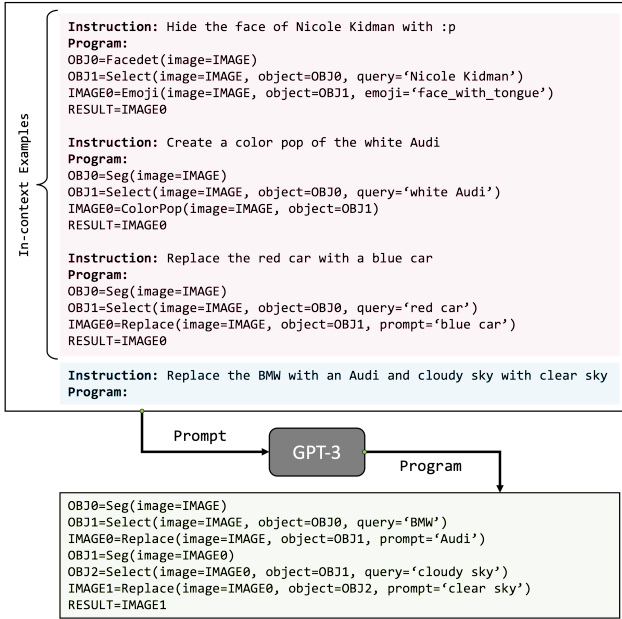 In-context Examples
Instruction: Hide the face of Nicole Kidman with :p
Program:
OBJ0=Facedet(image=IMAGE)
OBJ1=Select(image=IMAGE, object=OBJ0, query=‘Nicole Kidman’)
IMAGE0=Emoji(image=IMAGE, object=OBJ1, emoji=‘face_with_tongue’)
RESULT=IMAGE0
Instruction: Create a color pop of the white Audi
Program:
OBJ0=Seg(image=IMAGE)
OBJ1=Select(image=IMAGE, object=OBJ0, query=‘white Audi’)
IMAGE0=ColorPop(image=IMAGE, object=OBJ1)
RESULT=IMAGE0
Instruction: Replace the red car with a blue car
Program:
OBJ0=Seg(image=IMAGE)
OBJ1=Select(image=IMAGE, object=OBJ0, query=‘red car’)
IMAGE0=Replace(image=IMAGE, object=OBJ1, prompt=‘blue car’)
RESULT=IMAGE0
Instruction: Replace the BMW with an Audi and cloudy sky with clear sky
Program:
Prompt
GPT-3
Program
OBJ0=Seg(image=IMAGE)
OBJ1=Select(image=IMAGE, object=OBJ0, query=‘BMW’)
IMAGE0=Replace(image=IMAGE, object=OBJ1, prompt=‘Audi’)
OBJ1=Seg(image=IMAGE0)
OBJ2=Select(image=IMAGE0, object=OBJ1, query=‘cloudy sky’)
IMAGE1=Replace(image=IMAGE0, object=OBJ2, prompt=‘clear sky’)
RESULT=IMAGE1